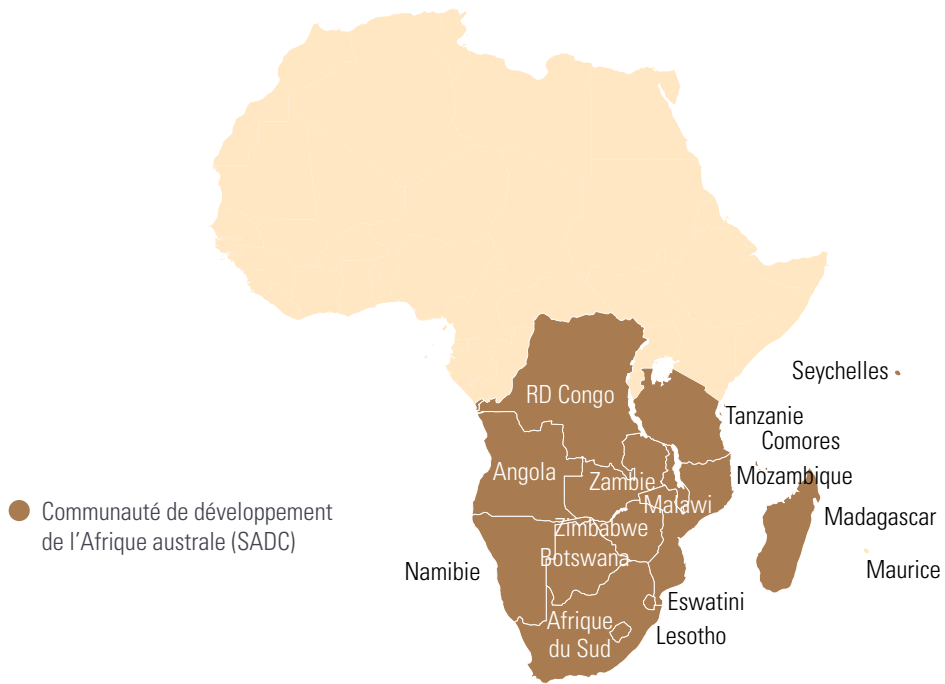 Seychelles
RD Congo
Tanzanie
Comores
Angola
Zambie
Mozambique
Malawi
Communauté de développement
de l’Afrique australe (SADC)
Madagascar
Zimbabwe
Botswana
Namibie
Maurice
Eswatini
Afrique
du Sud
Lesotho